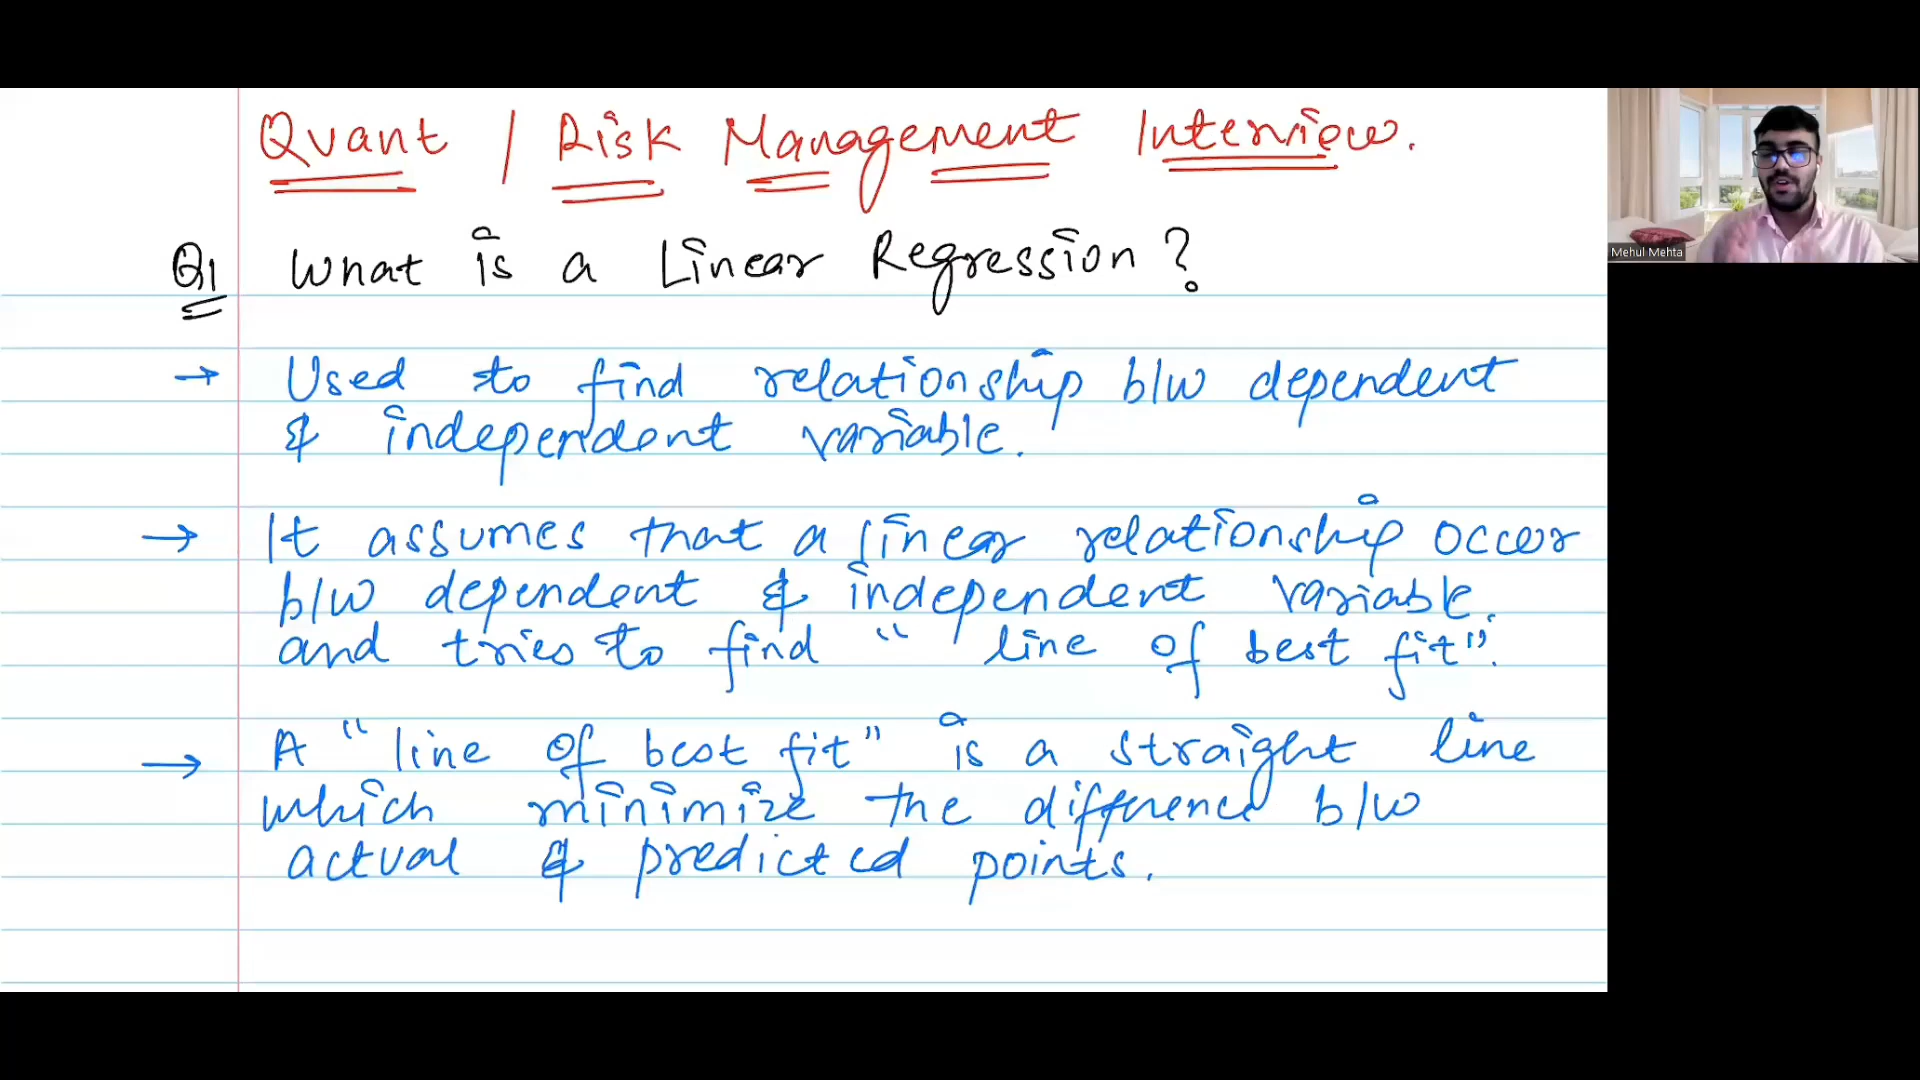 Quant / Risk Management Interview.
Q1 What is a Linear Regression?
→ Used to find relationship b/w dependent
& independent variable.
→ It assumes that a linear relationship occur
b/w dependent & independent variable.
and tries to find "line of best fit".
→ A "line of best fit" is a straight line
which minimize the difference b/w
actual & predicted points.
Mehul Mehta